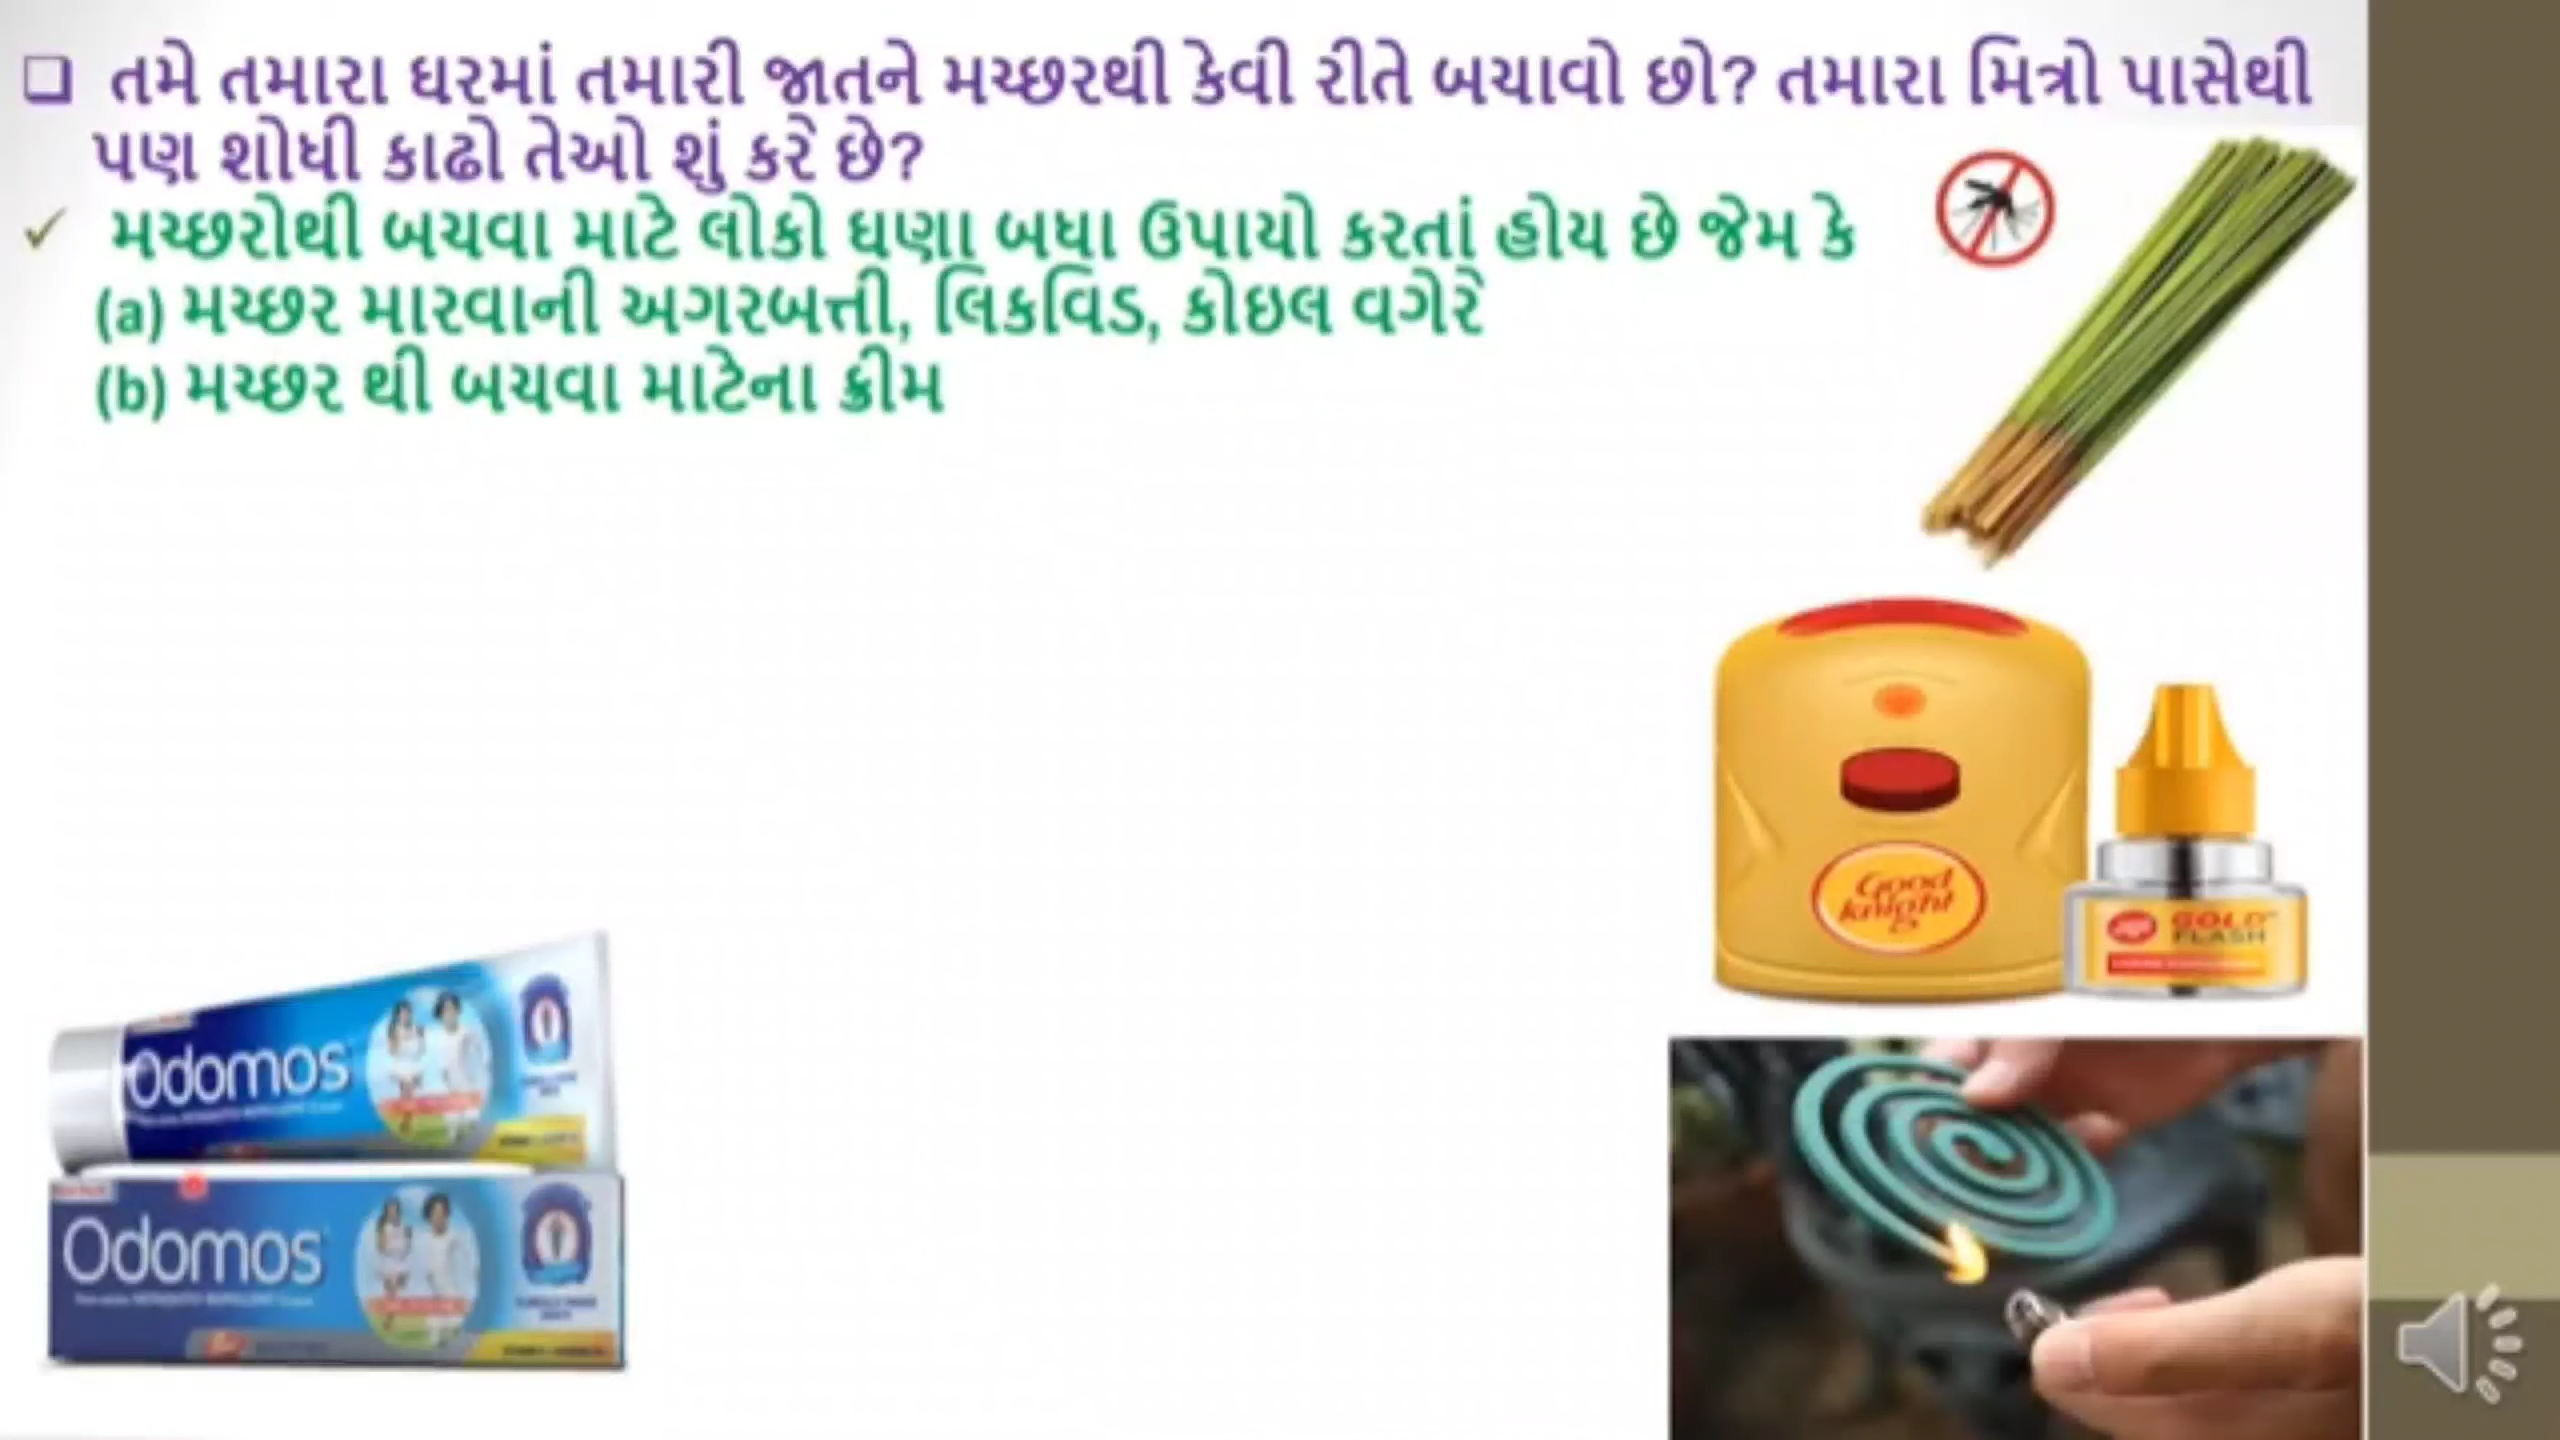 તમે તમારા ઘરમાં તમારી જાતને મચ્છરથી કેવી રીતે બચાવો છો? તમારા મિત્રો પાસેથી
પણ શોધી કાઢો તેઓ શું કરે છે?
મચ્છરોથી બચવા માટે લોકો ઘણા બધા ઉપાયો કરતાં હોય છે જેમ કે
(a) મચ્છર મારવાની અગરબત્તી, લિકવિડ, કોઇલ વગેરે
(b) મચ્છર થી બચવા માટેના ક્રીમ
Good
knight
GOLD
FLASH
Odomos
Odomos